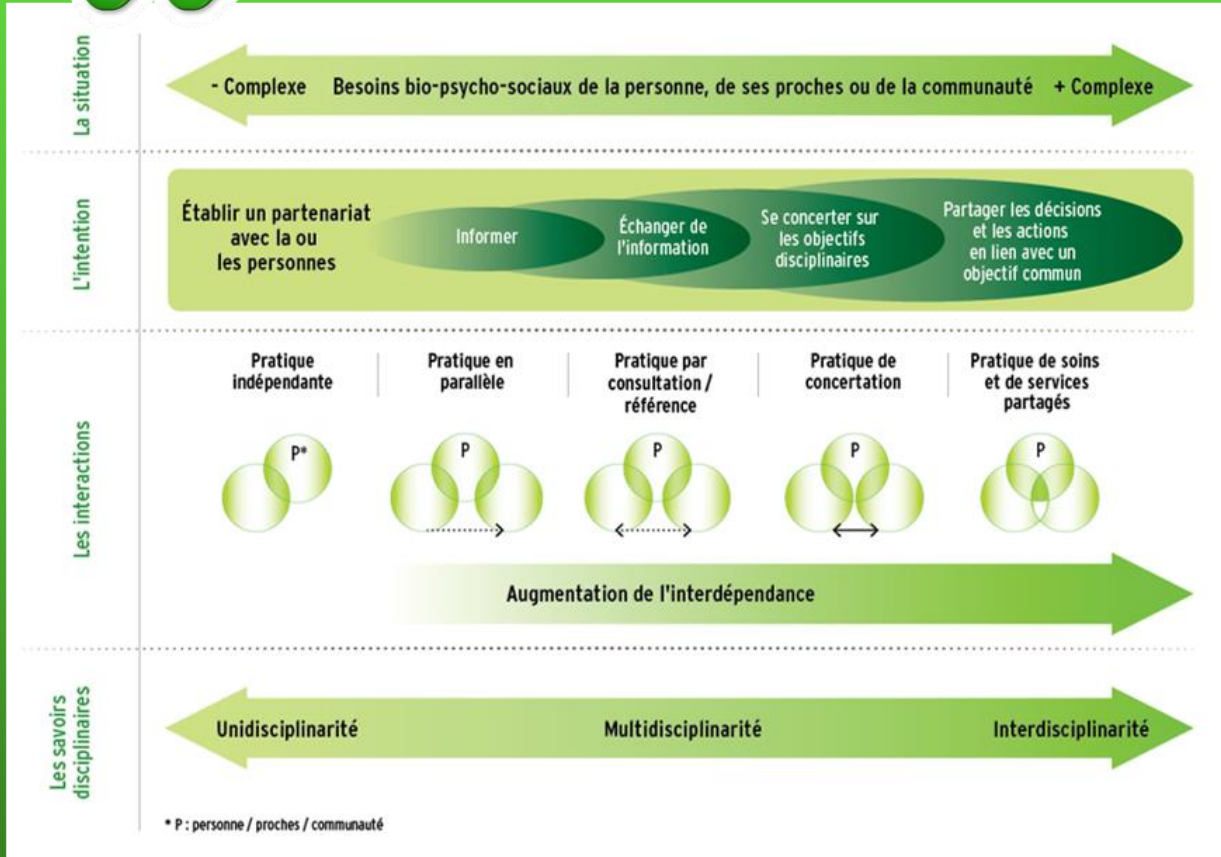 La situation
- Complexe Besoins bio-psycho-sociaux de la personne, de ses proches ou de la communauté + Complexe
L'intention
Établir un partenariat
avec la ou
les personnes
Informer
Échanger de
l'information
Se concerter sur
les objectifs
disciplinaires
Partager les décisions
et les actions
en lien avec un
objectif commun
Les interactions
Pratique
indépendante
Pratique en
parallèle
Pratique par
consultation /
référence
Pratique de
concertation
Pratique de soins
et de services
partagés
P*
P
P
P
P
Augmentation de l'interdépendance
Les savoirs
disciplinaires
Unidisciplinarité
Multidisciplinarité
Interdisciplinarité
* P : personne / proches / communauté